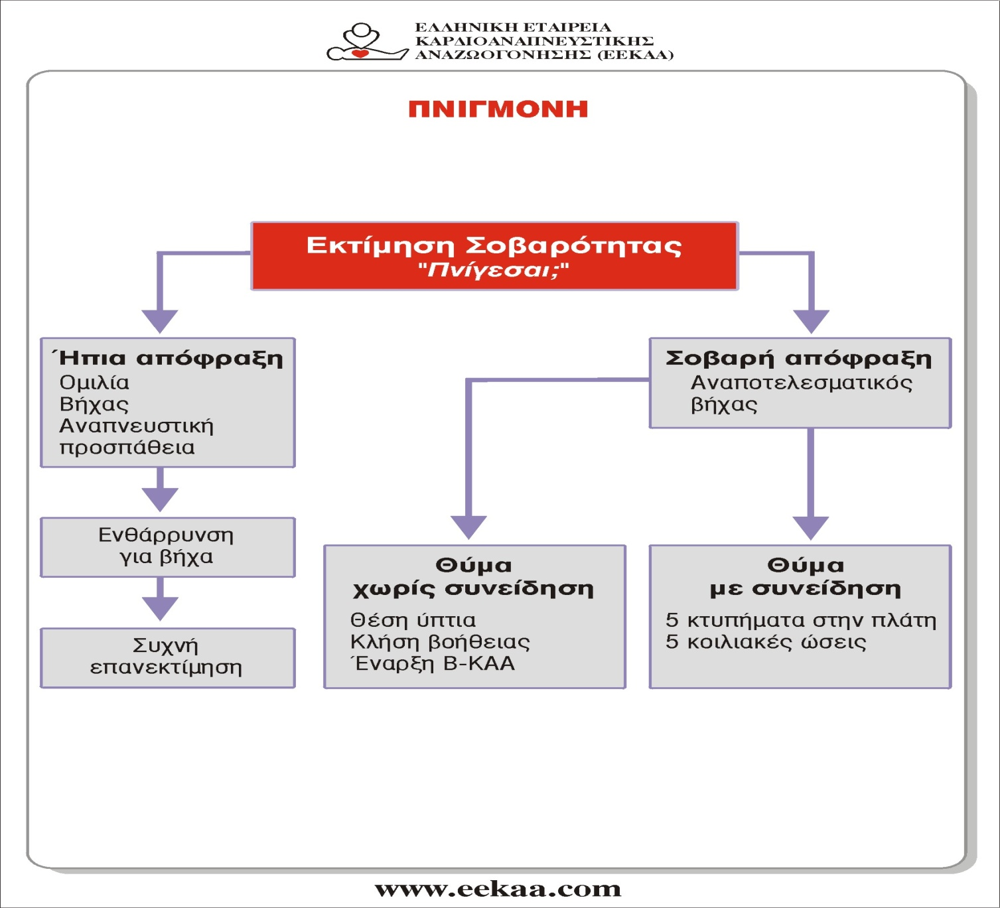 ΕΛΛΗΝΙΚΗ ΕΤΑΙΡΕΙΑ
ΚΑΡΔΙΟΑΝΑΠΝΕΥΣΤΙΚΗΣ
ΑΝΑΖΩΟΓΟΝΗΣΗΣ (ΕΕΚΑΑ)
ΠΝΙΓΜΟΝΗ
Εκτίμηση Σοβαρότητας
"Πνίγεσαι;"
Ήπια απόφραξη
Ομιλία
Βήχας
Αναπνευστική
προσπάθεια
Ενθάρρυνση
για βήχα
Συχνή
επανεκτίμηση
Σοβαρή απόφραξη
Αναποτελεσματικός
βήχας
Θύμα
χωρίς συνείδηση
Θέση ύπτια
Κλήση βοήθειας
Έναρξη Β-ΚΑΑ
Θύμα
με συνείδηση
5 κτυπήματα στην πλάτη
5 κοιλιακές ώσεις
www.eekaa.com